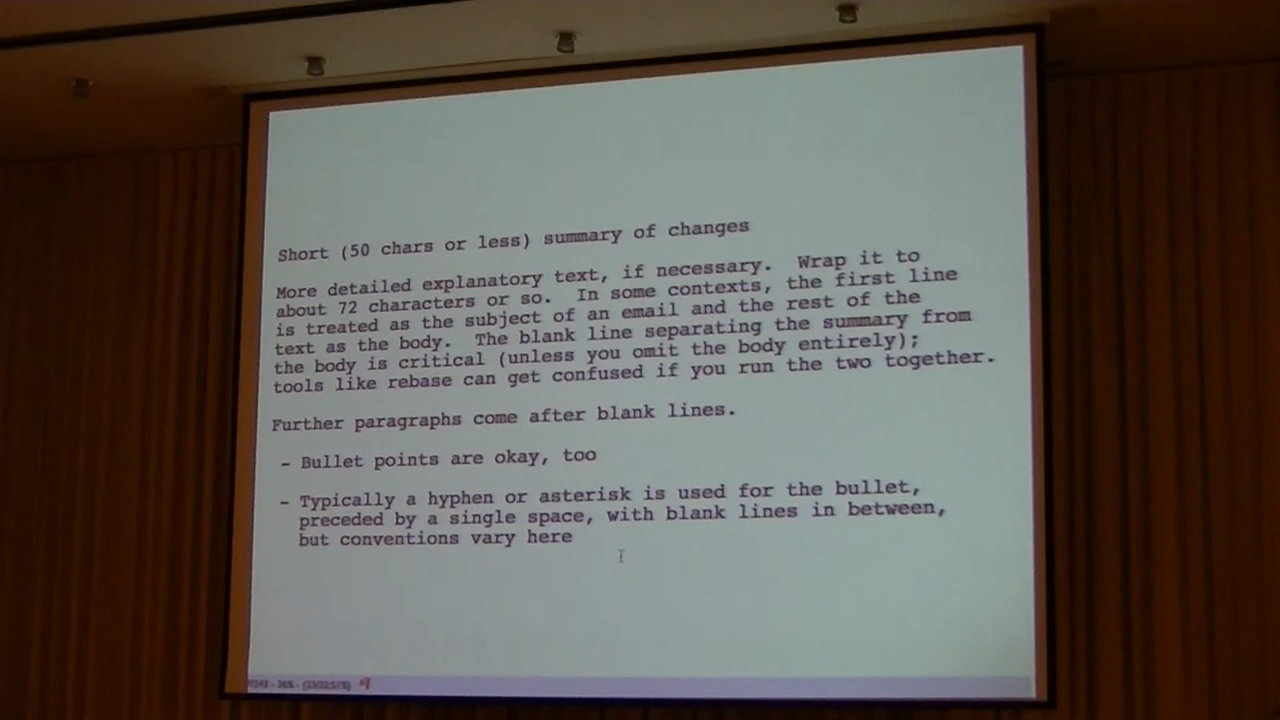 Short (50 chars or less) summary of changes
More detailed explanatory text, if necessary.  Wrap it to
about 72 characters or so.  In some contexts, the first line
is treated as the subject of an email and the rest of the
text as the body.  The blank line separating the summary from
the body is critical (unless you omit the body entirely);
tools like rebase can get confused if you run the two together.
Further paragraphs come after blank lines.
- Bullet points are okay, too
- Typically a hyphen or asterisk is used for the bullet,
preceded by a single space, with blank lines in between,
but conventions vary here